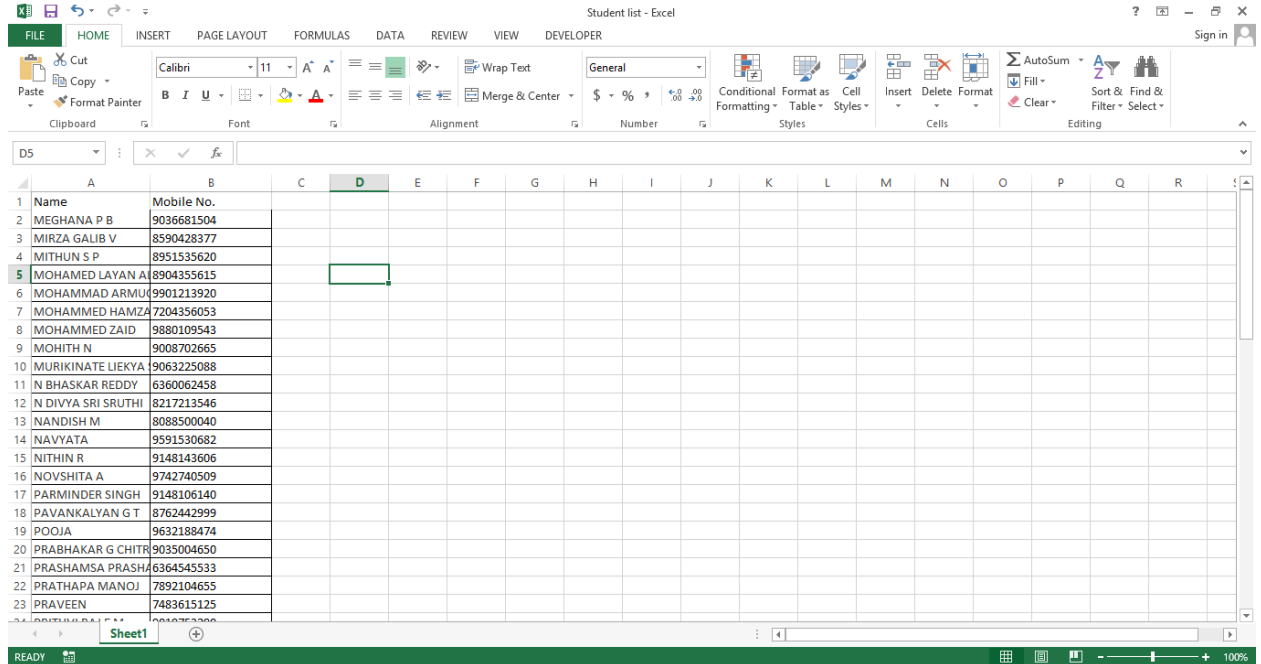 Student list - Excel
FILE HOME INSERT PAGE LAYOUT FORMULAS DATA REVIEW VIEW DEVELOPER Sign in
Paste
Cut
Copy
Format Painter
Clipboard
Calibri 11
B I U
Font
Wrap Text
Merge & Center
Alignment
General
$ % ,
Number
Conditional Formatting
Format as Table
Cell Styles
Styles
Insert Delete Format
Cells
AutoSum
Fill
Clear
Sort & Filter
Find & Select
Editing
D5 fx
A B C D E F G H I J K L M N O P Q R
1 Name Mobile No.
2 MEGHANA P B 9036681504
3 MIRZA GALIB V 8590428377
4 MITHUN S P 8951535620
5 MOHAMED LAYAN 8904355615
6 MOHAMMAD 9901213920
7 MOHAMMED HAMZA 7204356053
8 MOHAMMED ZAID 9880109543
9 MOHITH N 9008702665
10 MURIKINATE LIEKYA 9063225088
11 N BHASKAR REDDY 6360062458
12 N DIVYA SRI SRUTHI 8217213546
13 NANDISH M 8088500040
14 NAVYATA 9591530682
15 NITHIN R 9148143606
16 NOVSHITA A 9742740509
17 PARMINDER SINGH 9148106140
18 PAVANKALYAN G T 8762442999
19 POOJA 9632188474
20 PRABHAKAR G CHITR 9035004650
21 PRASHAMSA PRASHA 6364545533
22 PRATHAPA MANOJ 7892104655
23 PRAVEEN 7483615125
Sheet1
READY 100%